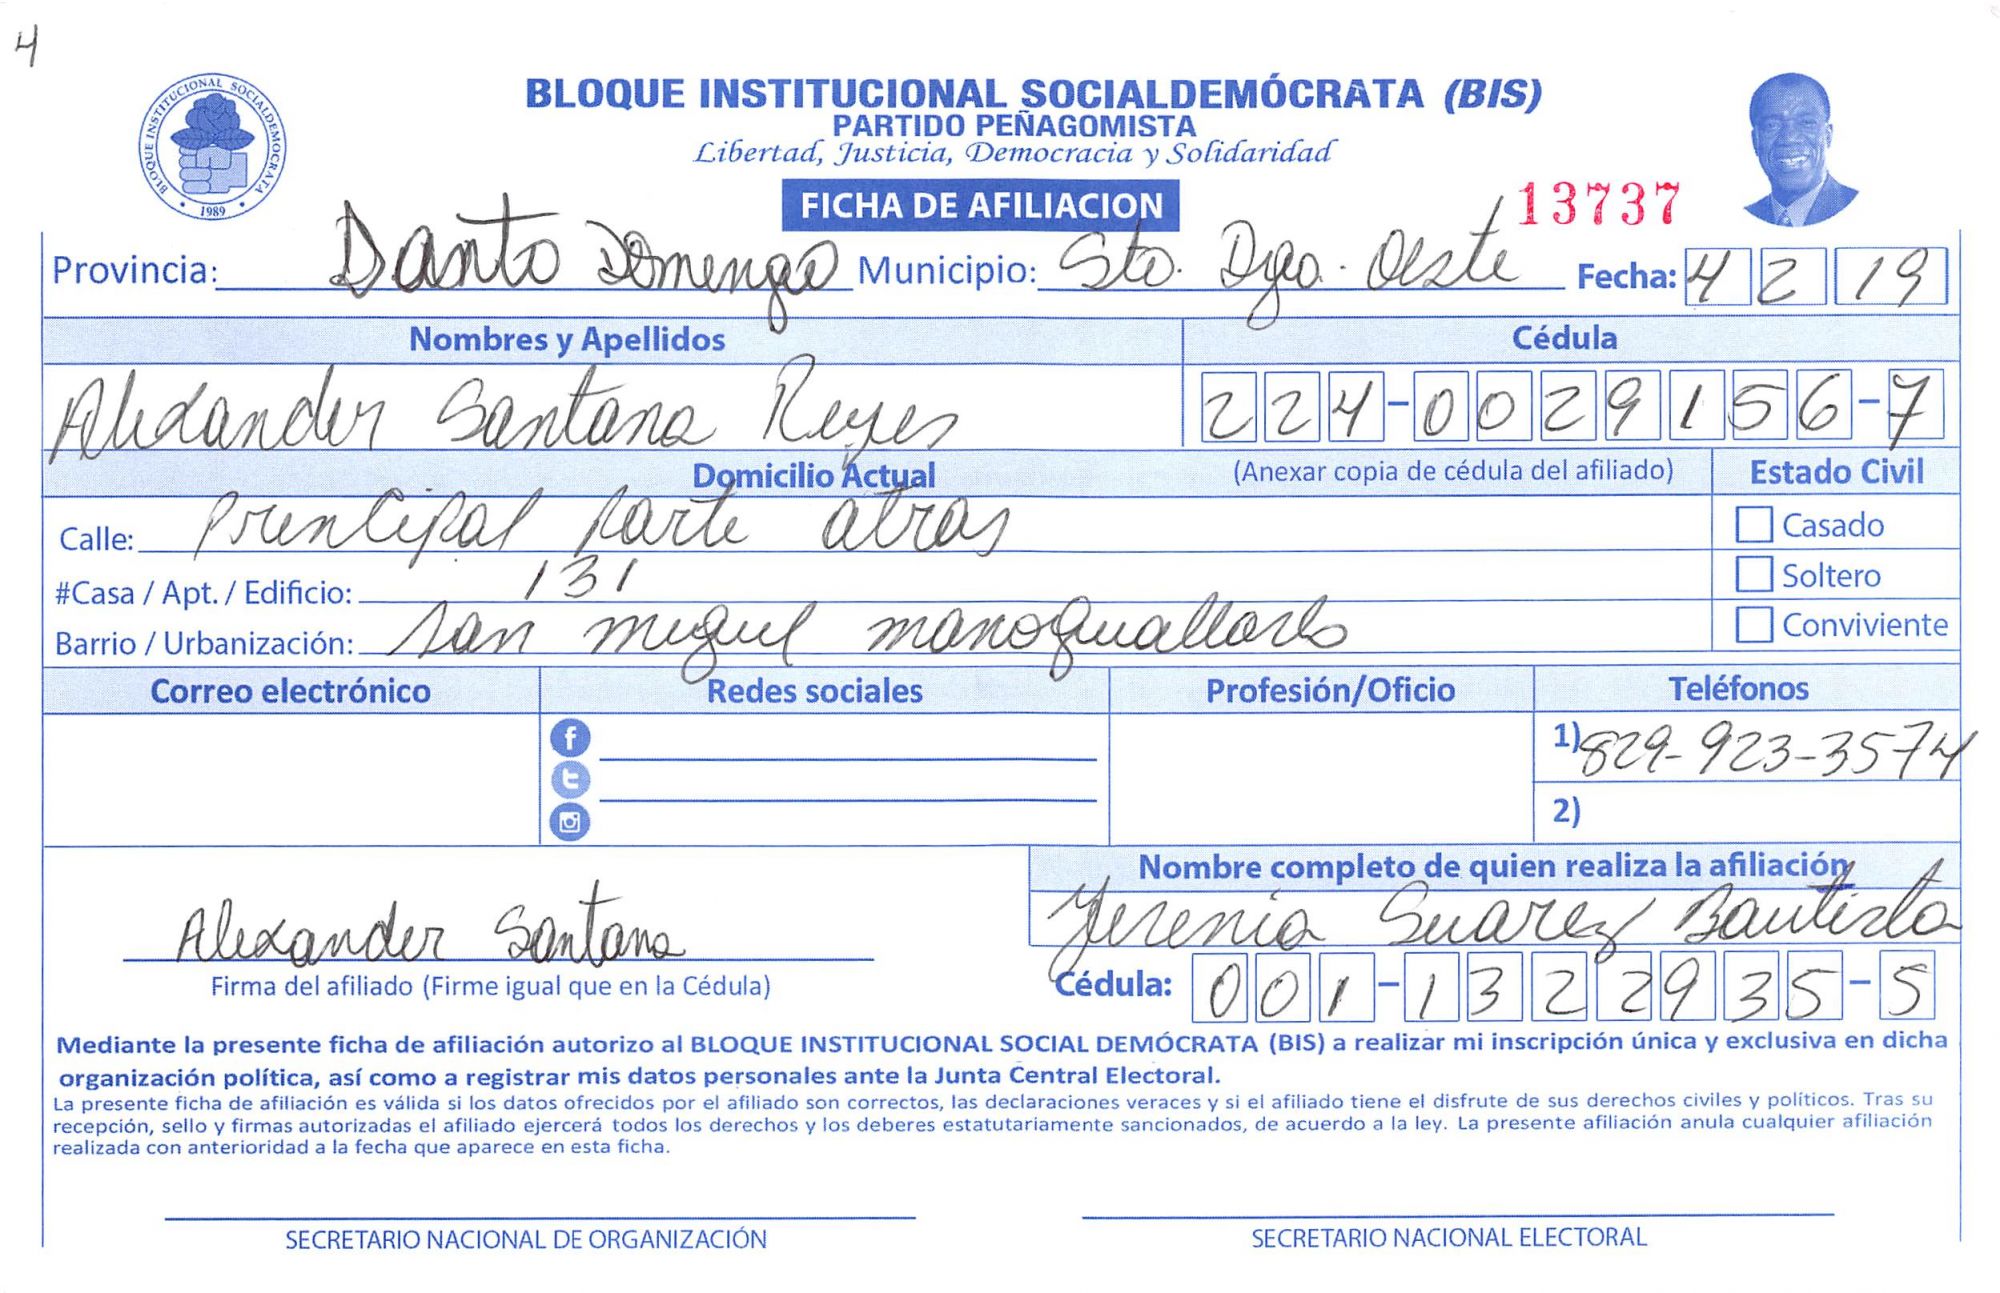 4
BLOQUE INSTITUCIONAL SOCIALDEMÓCRATA (BIS)
PARTIDO PEÑAGOMISTA
Libertad, Justicia, Democracia y Solidaridad
BLOQUE INSTITUCIONAL SOCIALDEMOCRATA
1989
FICHA DE AFILIACION
13737
Provincia: Santo Domengo Municipio: Sto. Dgo. Oeste Fecha: 4 2 19
Nombres y Apellidos Cédula
Alexander Santana Reyes 224-0029156-7
Domicilio Actual (Anexar copia de cédula del afiliado) Estado Civil
Calle: Prencipal parte atras Casado
#Casa / Apt. / Edificio: 131 Soltero
Barrio / Urbanización: san miguel manoguallabo Conviviente
Correo electrónico Redes sociales Profesión/Oficio Teléfonos
1) 829-923-3574
2)
Nombre completo de quien realiza la afiliación
Yesenia Suarez Bautista
Alexander Santana
Firma del afiliado (Firme igual que en la Cédula) Cédula: 001-1322935-5
Mediante la presente ficha de afiliación autorizo al BLOQUE INSTITUCIONAL SOCIAL DEMÓCRATA (BIS) a realizar mi inscripción única y exclusiva en dicha
organización política, así como a registrar mis datos personales ante la Junta Central Electoral.
La presente ficha de afiliación es válida si los datos ofrecidos por el afiliado son correctos, las declaraciones veraces y si el afiliado tiene el disfrute de sus derechos civiles y políticos. Tras su
recepción, sello y firmas autorizadas el afiliado ejercerá todos los derechos y los deberes estatutariamente sancionados, de acuerdo a la ley. La presente afiliación anula cualquier afiliación
realizada con anterioridad a la fecha que aparece en esta ficha.
SECRETARIO NACIONAL DE ORGANIZACIÓN SECRETARIO NACIONAL ELECTORAL